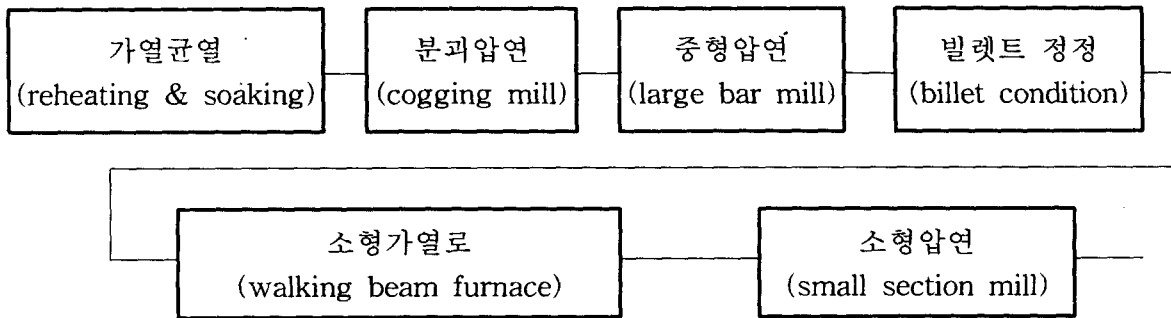 가열균열
(reheating & soaking)
분괴압연
(cogging mill)
중형압연
(large bar mill)
빌렛트 정정
(billet condition)
소형가열로
(walking beam furnace)
소형압연
(small section mill)